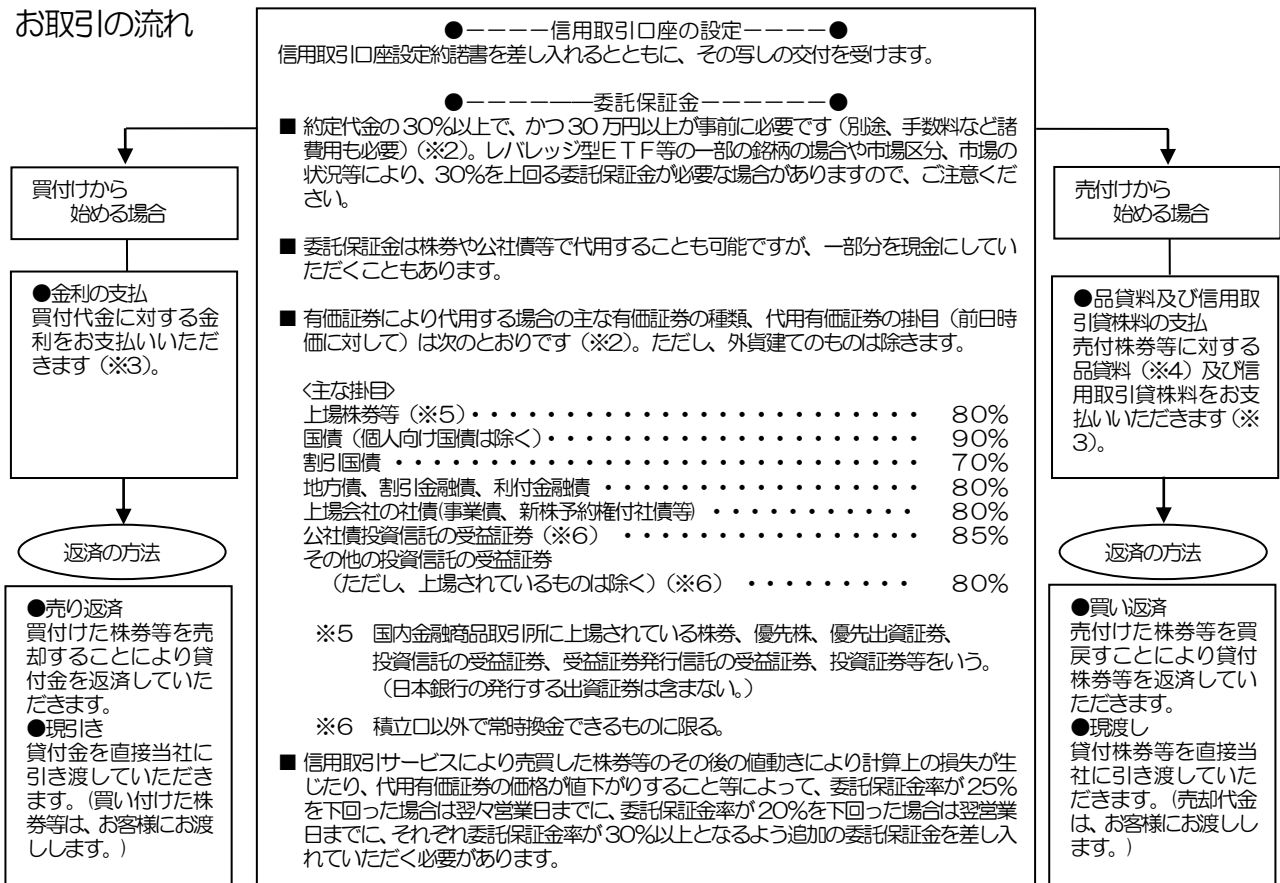 お取引の流れ
●ーーーー信用取引口座の設定ーーーー●
信用取引口座設定約諾書を差し入れるとともに、その写しの交付を受けます。
●ーーーー――委託保証金ーーーーーー●
■ 約定代金の30%以上で、かつ30万円以上が事前に必要です（別途、手数料など諸
費用も必要）（※2）。レバレッジ型ＥＴＦ等の一部の銘柄の場合や市場区分、市場の
状況等により、30%を上回る委託保証金が必要な場合がありますので、ご注意くだ
さい。
■ 委託保証金は株券や公社債等で代用することも可能ですが、一部分を現金にしてい
ただくこともあります。
■ 有価証券により代用する場合の主な有価証券の種類、代用有価証券の掛目（前日時
価に対して）は次のとおりです（※2）。ただし、外貨建てのものは除きます。
<主な掛目>
上場株券等（※5）・・・・・・・・・・・・・・・・・・・・・・・ 80%
国債（個人向け国債は除く）・・・・・・・・・・・・・・・・・・・ 90%
割引国債 ・・・・・・・・・・・・・・・・・・・・・・・・・・・ 70%
地方債、割引金融債、利付金融債 ・・・・・・・・・・・・・・・・ 80%
上場会社の社債(事業債、新株予約権付社債等) ・・・・・・・・・・・ 80%
公社債投資信託の受益証券（※6） ・・・・・・・・・・・・・・・ 85%
その他の投資信託の受益証券
（ただし、上場されているものは除く）（※6） ・・・・・・・・・ 80%
※5 国内金融商品取引所に上場されている株券、優先株、優先出資証券、
投資信託の受益証券、受益証券発行信託の受益証券、投資証券等をいう。
（日本銀行の発行する出資証券は含まない。）
※6 積立口以外で常時換金できるものに限る。
■ 信用取引サービスにより売買した株券等のその後の値動きにより計算上の損失が生
じたり、代用有価証券の価格が値下がりすること等によって、委託保証金率が25%
を下回った場合は翌々営業日までに、委託保証金率が20%を下回った場合は翌営業
日までに、それぞれ委託保証金率が30%以上となるよう追加の委託保証金を差し入
れていただく必要があります。
買付けから
始める場合
●金利の支払
買付代金に対する金
利をお支払いいただ
きます（※3）。
返済の方法
●売り返済
買付けた株券等を売
却することにより貸
付金を返済していた
だきます。
●現引き
貸付金を直接当社に
引き渡していただき
ます。(買い付けた株
券等は、お客様にお渡
しします。)
売付けから
始める場合
●品貸料及び信用取
引貸株料の支払
売付株券等に対する
品貸料（※4）及び信
用取引貸株料をお支
払いいただきます（※
3）。
返済の方法
●買い返済
売付けた株券等を買
戻すことにより貸付
株券等を返済してい
ただきます。
●現渡し
貸付株券等を直接当
社に引き渡していた
だきます。(売却代金
は、お客様にお渡しし
ます。)